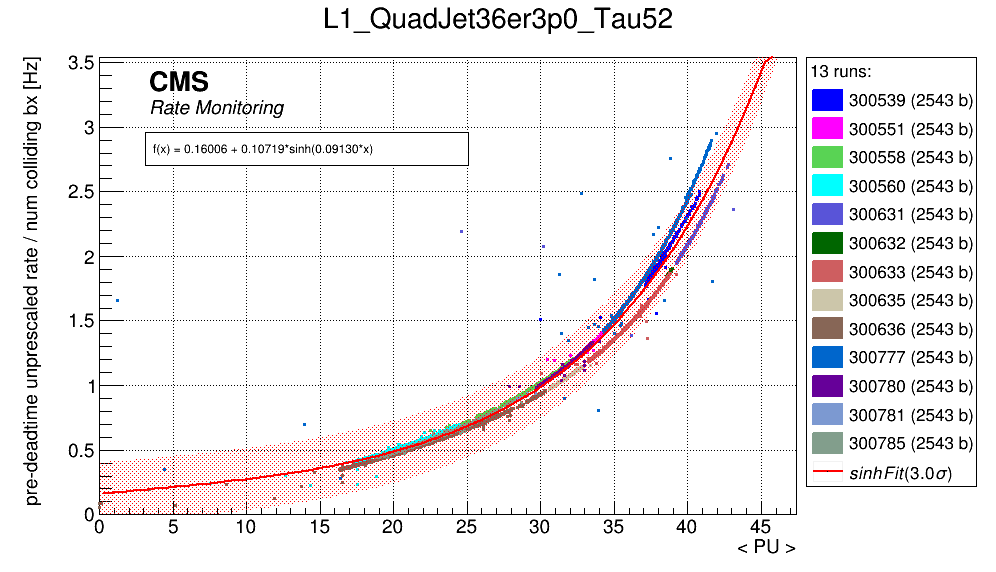 L1_QuadJet36er3p0_Tau52
pre-deadtime unprescaled rate / num colliding bx [Hz]
3.5
3
2.5
2
1.5
1
0.5
0
CMS
Rate Monitoring
f(x) = 0.16006 + 0.10719*sinh(0.09130*x)
0 5 10 15 20 25 30 35 40 45
< PU >
13 runs:
300539 (2543 b)
300551 (2543 b)
300558 (2543 b)
300560 (2543 b)
300631 (2543 b)
300632 (2543 b)
300633 (2543 b)
300635 (2543 b)
300636 (2543 b)
300777 (2543 b)
300780 (2543 b)
300781 (2543 b)
300785 (2543 b)
sinhFit(3.0σ)